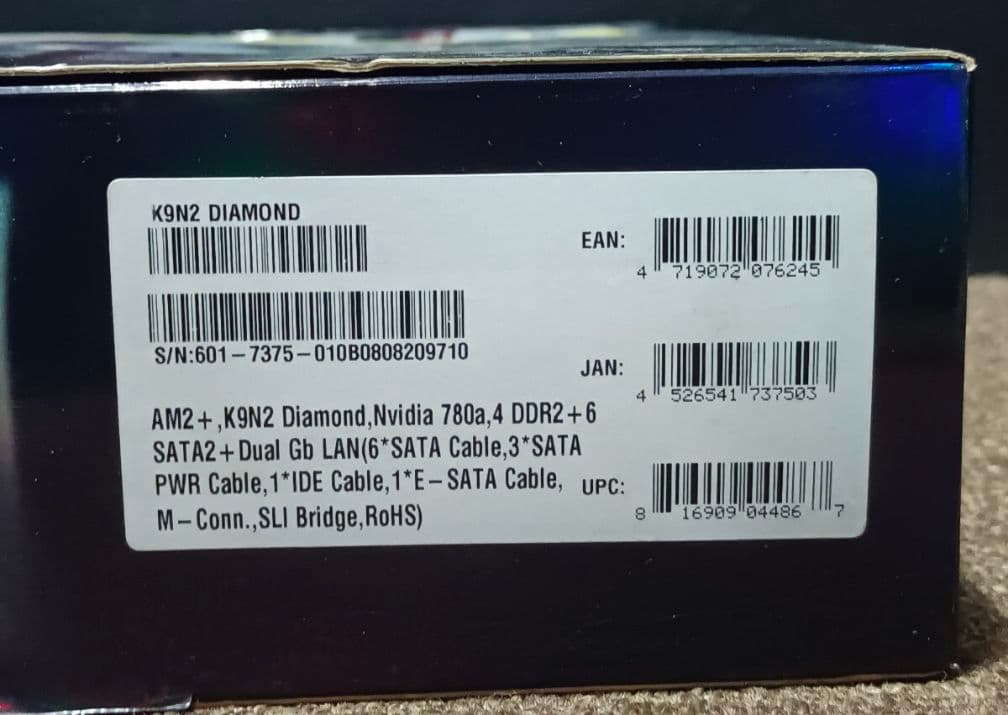 K9N2 DIAMOND
S/N:601-7375-010B0808209710
AM2+,K9N2 Diamond,Nvidia 780a,4 DDR2+6
SATA2+Dual Gb LAN(6*SATA Cable,3*SATA
PWR Cable,1*IDE Cable,1*E-SATA Cable,
M-Conn.,SLI Bridge,RoHS)
EAN:
4 719072 076245
JAN:
4 526541 737503
UPC:
8 16909 04486 7